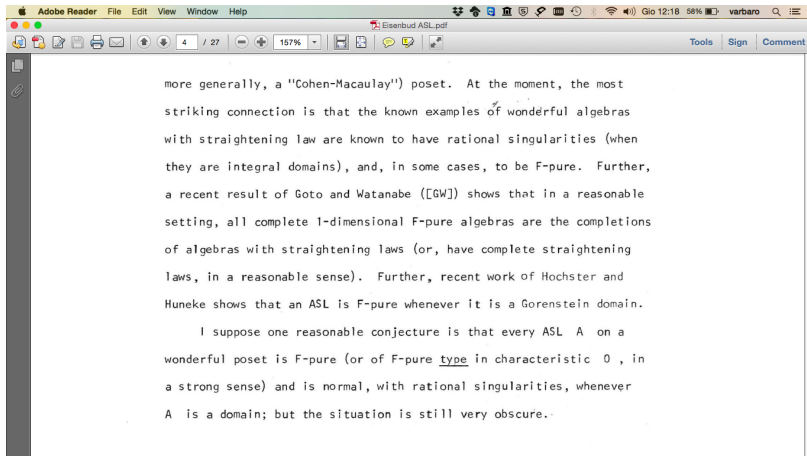 Adobe Reader File Edit View Window Help Gio 12:18 58% varbaro
Eisenbud ASL.pdf
4 / 27 157% Tools Sign Comment
more generally, a "Cohen-Macaulay") poset. At the moment, the most
striking connection is that the known examples of wonderful algebras
with straightening law are known to have rational singularities (when
they are integral domains), and, in some cases, to be F-pure. Further,
a recent result of Goto and Watanabe ([GW]) shows that in a reasonable
setting, all complete 1-dimensional F-pure algebras are the completions
of algebras with straightening laws (or, have complete straightening
laws, in a reasonable sense). Further, recent work of Hochster and
Huneke shows that an ASL is F-pure whenever it is a Gorenstein domain.
I suppose one reasonable conjecture is that every ASL A on a
wonderful poset is F-pure (or of F-pure type in characteristic 0 , in
a strong sense) and is normal, with rational singularities, whenever
A is a domain; but the situation is still very obscure.